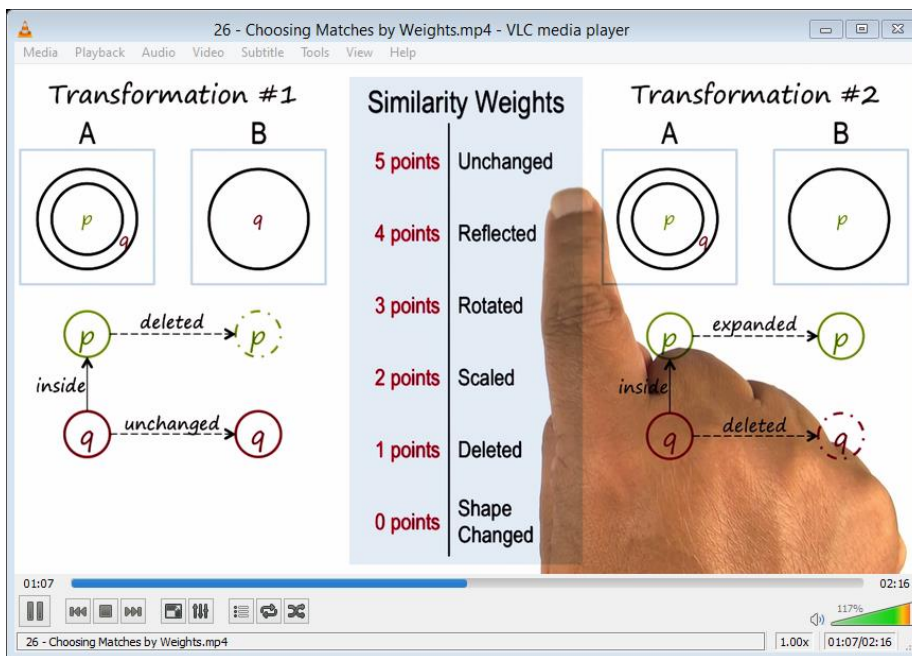 26 - Choosing Matches by Weights.mp4 - VLC media player
Media Playback Audio Video Subtitle Tools View Help
Transformation #1
A B
p
q
q
deleted
p p
inside
unchanged
q q
Similarity Weights
5 points Unchanged
4 points Reflected
3 points Rotated
2 points Scaled
1 points Deleted
0 points Shape
Changed
Transformation #2
A B
p
q
p
expanded
p p
inside
deleted
q q
01:07 02:16
117%
26 - Choosing Matches by Weights.mp4 1.00x 01:07/02:16